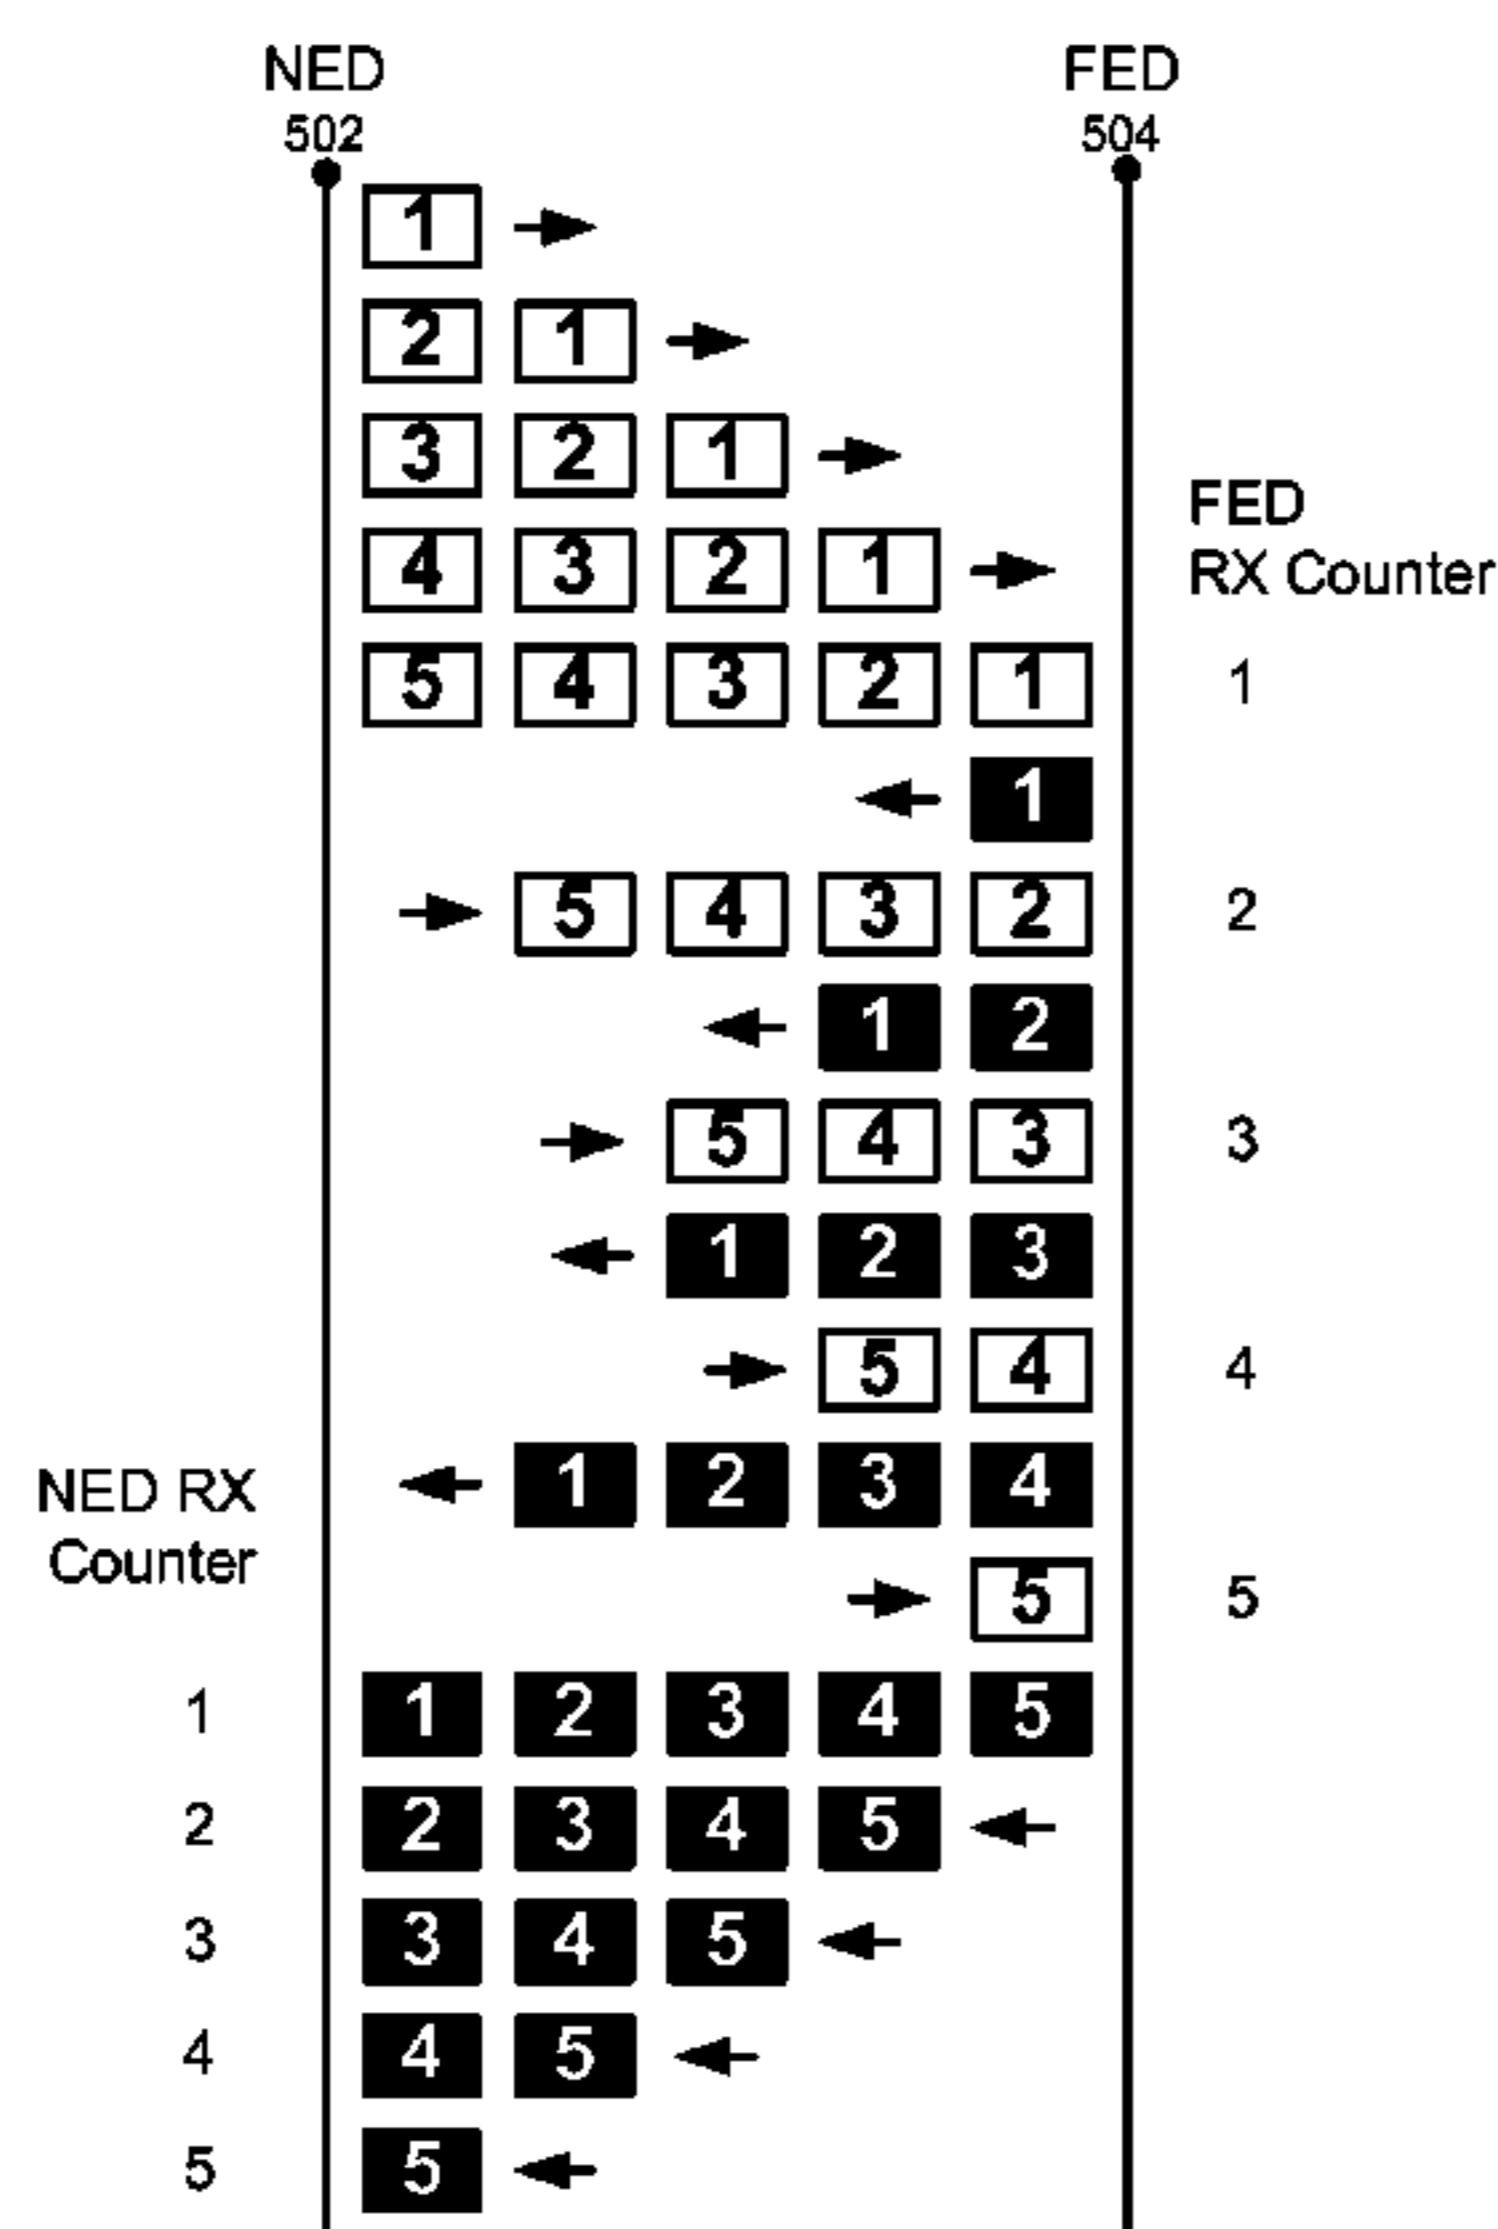 NED FED
502 504
1
2 1
3 2 1
FED
4 3 2 1
RX Counter
5 4 3 2 1 1
1
5 4 3 2 2
1 2
5 4 3 3
1 2 3
5 4 4
NED RX 1 2 3 4
Counter
5 5
1 1 2 3 4 5
2 2 3 4 5
3 3 4 5
4 4 5
5 5